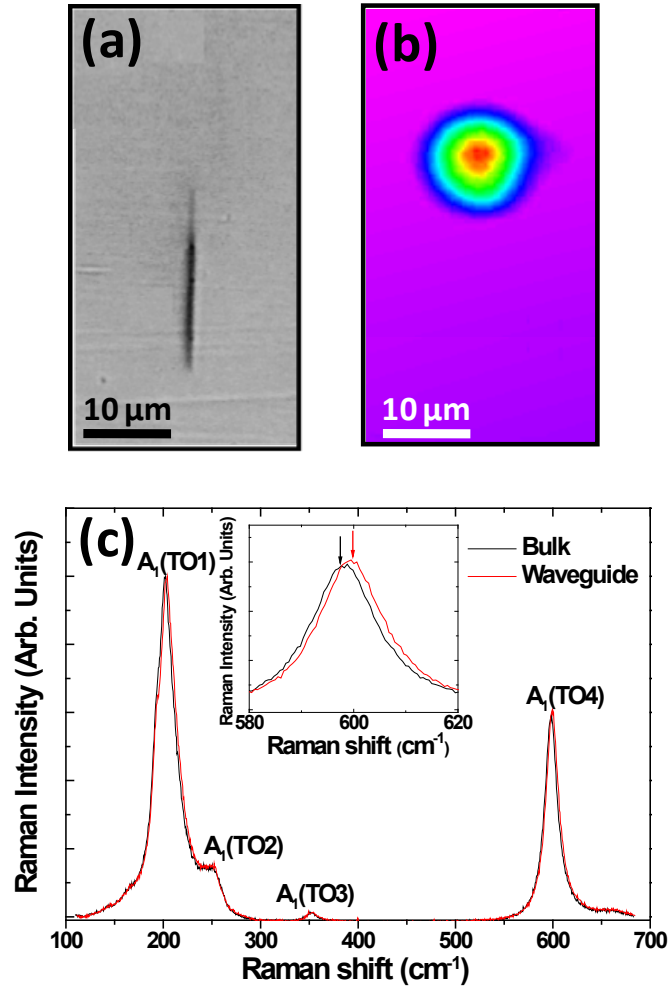 (a)
10 µm
(b)
10 µm
(c)
Raman Intensity (Arb. Units)
A₁(TO1)
A₁(TO2)
A₁(TO3)
A₁(TO4)
Bulk
Waveguide
Raman Intensity (Arb. Units)
580 600 620
Raman shift (cm⁻¹)
100 200 300 400 500 600 700
Raman shift (cm⁻¹)